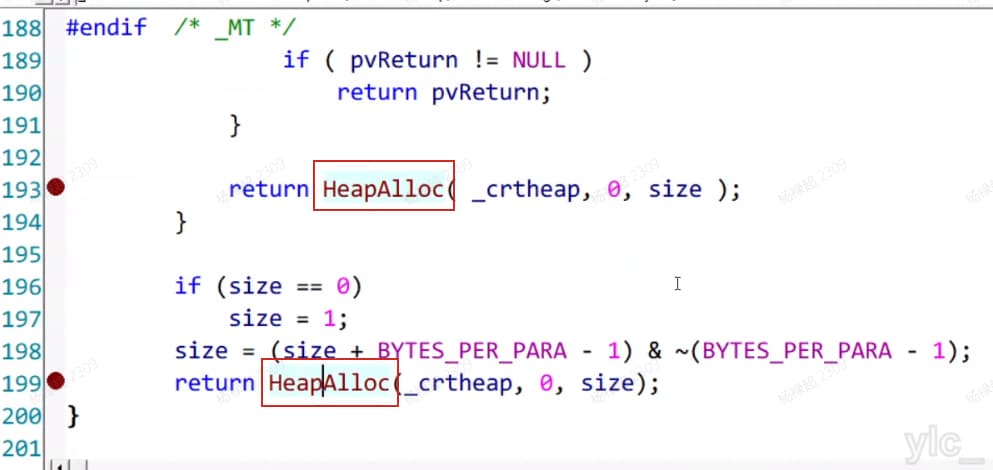 188 #endif /* _MT */
189 if ( pvReturn != NULL )
190 return pvReturn;
191 }
192
193 return HeapAlloc( _crtheap, 0, size );
194 }
195
196 if (size == 0)
197 size = 1;
198 size = (size + BYTES_PER_PARA - 1) & ~(BYTES_PER_PARA - 1);
199 return HeapAlloc(_crtheap, 0, size);
200 }
201
ylc_